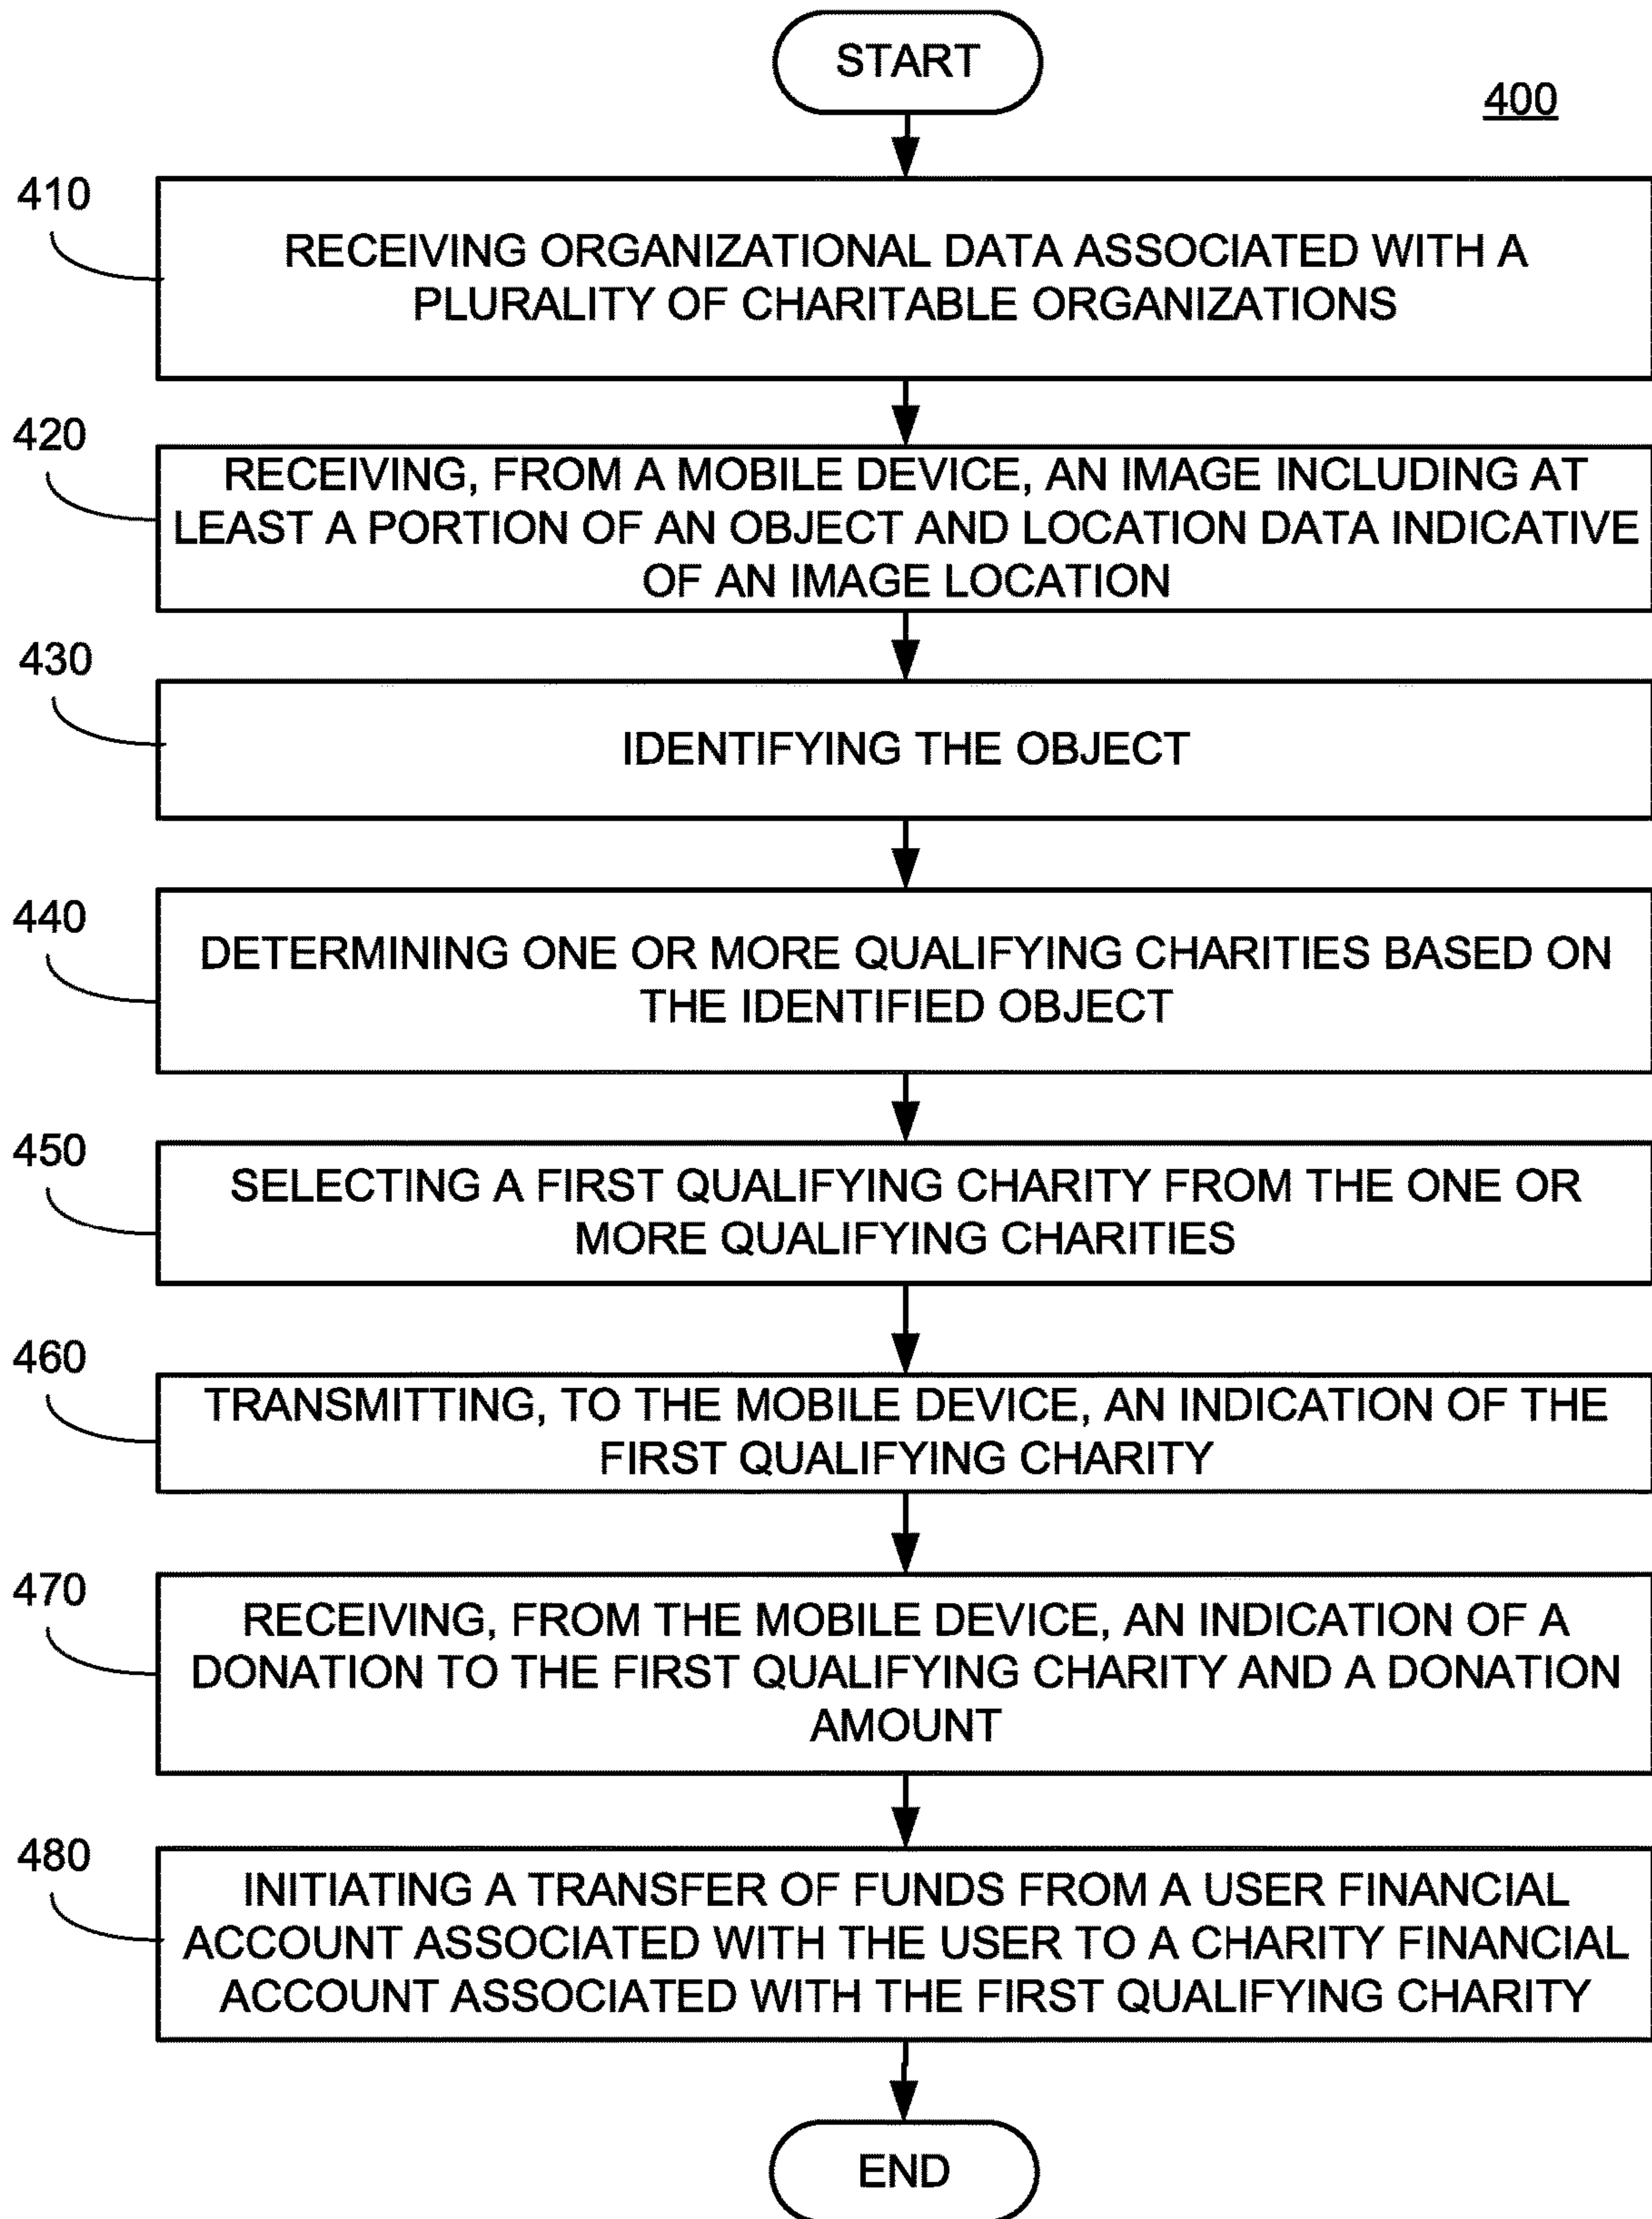 START
400
410
RECEIVING ORGANIZATIONAL DATA ASSOCIATED WITH A
PLURALITY OF CHARITABLE ORGANIZATIONS
420
RECEIVING, FROM A MOBILE DEVICE, AN IMAGE INCLUDING AT
LEAST A PORTION OF AN OBJECT AND LOCATION DATA INDICATIVE
OF AN IMAGE LOCATION
430
IDENTIFYING THE OBJECT
440
DETERMINING ONE OR MORE QUALIFYING CHARITIES BASED ON
THE IDENTIFIED OBJECT
450
SELECTING A FIRST QUALIFYING CHARITY FROM THE ONE OR
MORE QUALIFYING CHARITIES
460
TRANSMITTING, TO THE MOBILE DEVICE, AN INDICATION OF THE
FIRST QUALIFYING CHARITY
470
RECEIVING, FROM THE MOBILE DEVICE, AN INDICATION OF A
DONATION TO THE FIRST QUALIFYING CHARITY AND A DONATION
AMOUNT
480
INITIATING A TRANSFER OF FUNDS FROM A USER FINANCIAL
ACCOUNT ASSOCIATED WITH THE USER TO A CHARITY FINANCIAL
ACCOUNT ASSOCIATED WITH THE FIRST QUALIFYING CHARITY
END